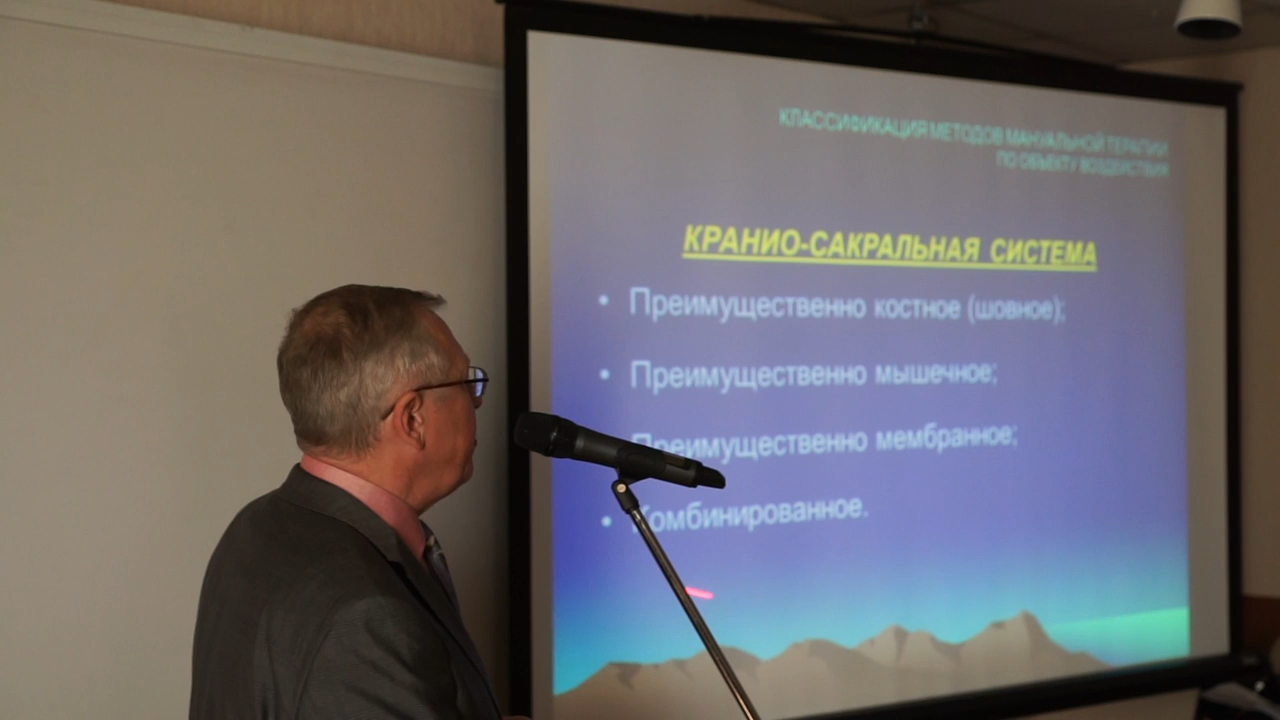 КЛАССИФИКАЦИЯ МЕТОДОВ МАНУАЛЬНОЙ ТЕРАПИИ
ПО ОБЪЕКТУ ВОЗДЕЙСТВИЯ
КРАНИО-САКРАЛЬНАЯ СИСТЕМА
• Преимущественно костное (шовное);
• Преимущественно мышечное;
Преимущественно мембранное;
• Комбинированное.